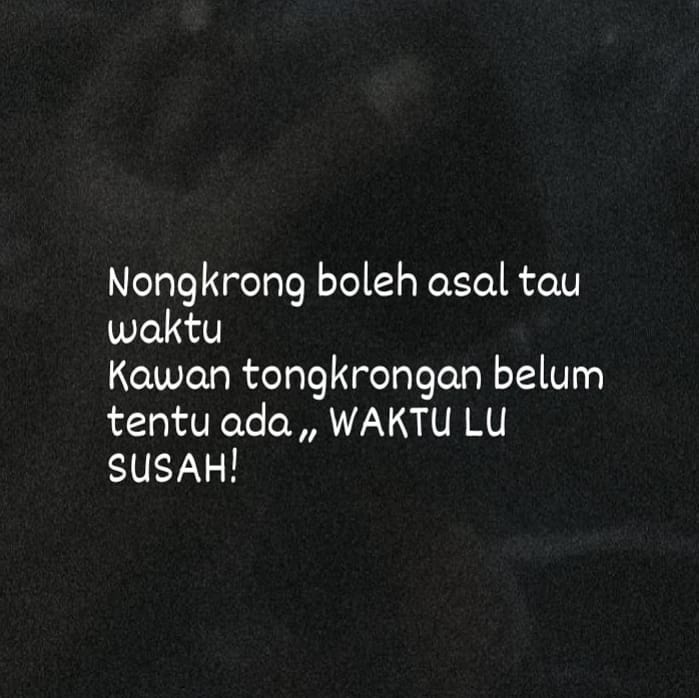 Nongkrong boleh asal tau
waktu
Kawan tongkrongan belum
tentu ada ,, WAKTU LU
SUSAH!